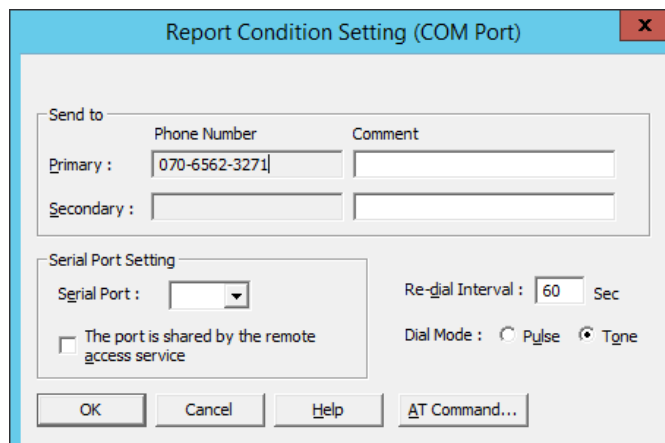 Report Condition Setting (COM Port)
x
Send to
Phone Number Comment
Primary : 070-6562-3271
Secondary :
Serial Port Setting
Serial Port :
Re-dial Interval : 60 Sec
The port is shared by the remote
access service
Dial Mode : Pulse Tone
OK Cancel Help AT Command...